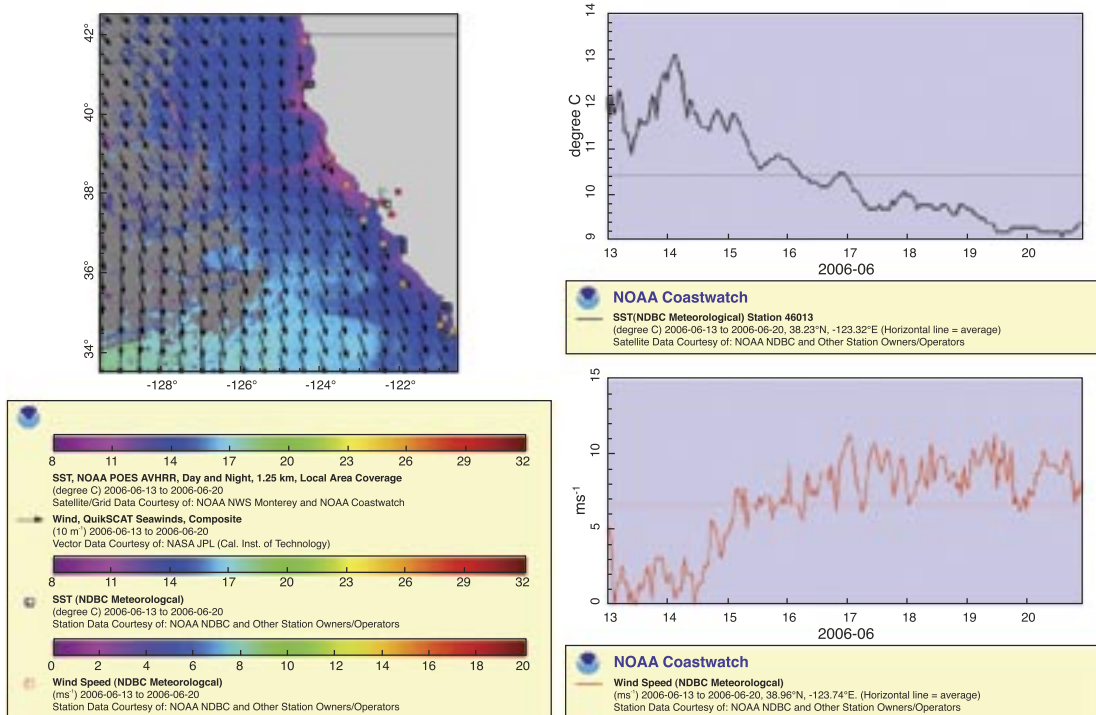 42°
40°
38°
36°
34°
-128°
-126°
-124°
-122°
8 11 14 17 20 23 26 29 32
SST, NOAA POES AVHRR, Day and Night, 1.25 km, Local Area Coverage
(degree C) 2006-06-13 to 2006-06-20
Satellite/Grid Data Courtesy of: NOAA NWS Monterey and NOAA Coastwatch
Wind, QuikSCAT Seawinds, Composite
(10 m⁻¹) 2006-06-13 to 2006-06-20
Vector Data Courtesy of: NASA JPL (Cal. Inst. of Technology)
8 11 14 17 20 23 26 29 32
SST (NDBC Meteorologcal)
(degree C) 2006-06-13 to 2006-06-20
Station Data Courtesy of: NOAA NDBC and Other Station Owners/Operators
0 2 4 6 8 10 12 14 16 18 20
Wind Speed (NDBC Meteorologcal)
(ms⁻¹) 2006-06-13 to 2006-06-20
Station Data Courtesy of: NOAA NDBC and Other Station Owners/Operators
degree C
14
13
12
11
10
9
13 14 15 16 17 18 19 20
2006-06
NOAA Coastwatch
SST(NDBC Meteorological) Station 46013
(degree C) 2006-06-13 to 2006-06-20, 38.23°N, -123.32°E (Horizontal line = average)
Satellite Data Courtesy of: NOAA NDBC and Other Station Owners/Operators
ms⁻¹
15
10
5
0
13 14 15 16 17 18 19 20
2006-06
NOAA Coastwatch
Wind Speed (NDBC Meteorologcal)
(ms⁻¹) 2006-06-13 to 2006-06-20, 38.96°N, -123.74°E. (Horizontal line = average)
Station Data Courtesy of: NOAA NDBC and Other Station Owners/Operators